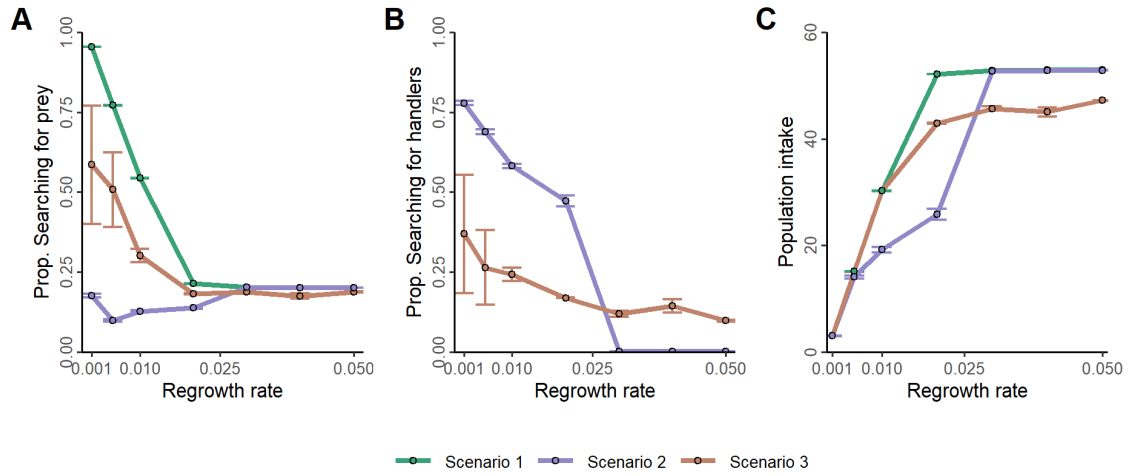 A
Prop. Searching for prey
1.00
0.75
0.50
0.25
0.00
0.001
0.010
0.025
0.050
Regrowth rate
B
Prop. Searching for handlers
1.00
0.75
0.50
0.25
0.00
0.001
0.010
0.025
0.050
Regrowth rate
C
Population intake
60
40
20
0
0.001
0.010
0.025
0.050
Regrowth rate
Scenario 1
Scenario 2
Scenario 3